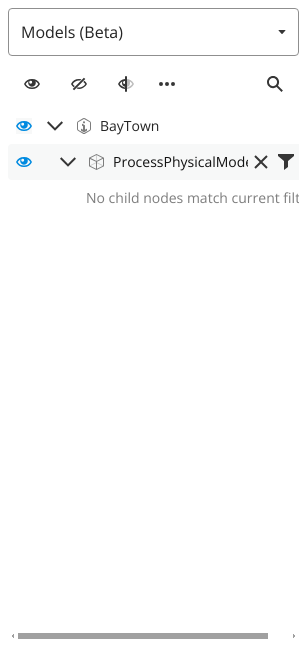 Models (Beta)
BayTown
ProcessPhysicalMode
No child nodes match current filt